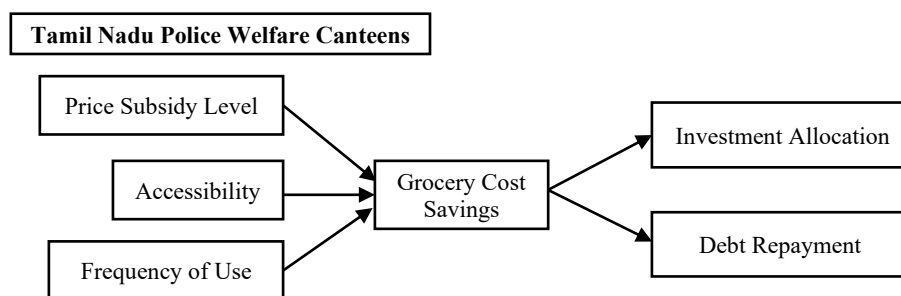 Tamil Nadu Police Welfare Canteens
Price Subsidy Level
Accessibility
Frequency of Use
Grocery Cost
Savings
Investment Allocation
Debt Repayment